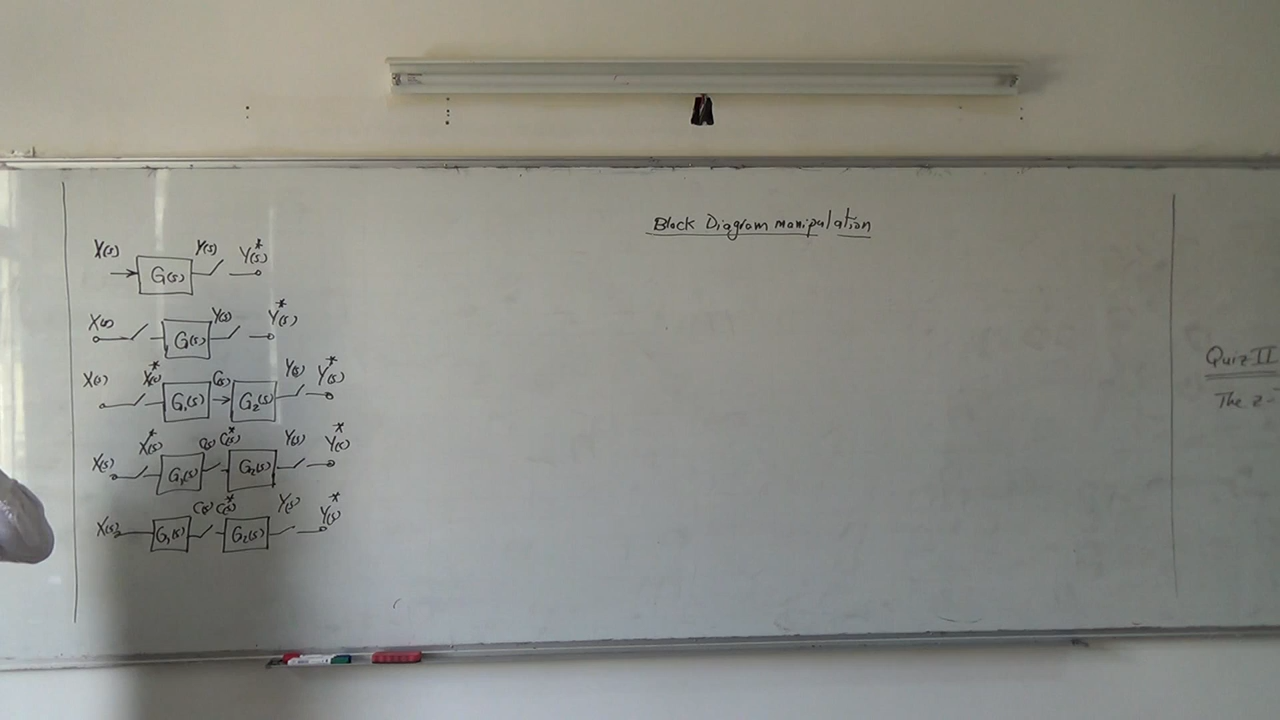 Block Diagram manipulation
X(s) G(s) Y(s) Y*(s)
X(s) G(s) Y(s) Y*(s)
X(s) X*(s) G₁(s) C(s) G₂(s) Y(s) Y*(s)
X(s) X*(s) G₁(s) C(s) C*(s) G₂(s) Y(s) Y*(s)
X(s) G₁(s) C(s) C*(s) G₂(s) Y(s) Y*(s)
Quiz II
The z-